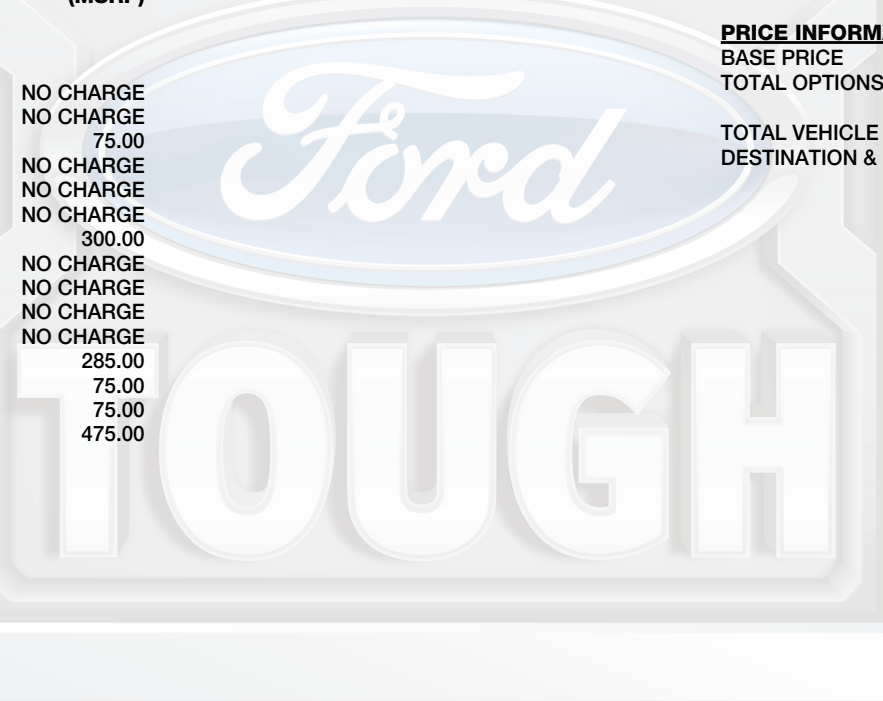 (MSRP)
NO CHARGE
NO CHARGE
75.00
NO CHARGE
NO CHARGE
NO CHARGE
300.00
NO CHARGE
NO CHARGE
NO CHARGE
NO CHARGE
285.00
75.00
75.00
475.00
PRICE INFORMA
BASE PRICE
TOTAL OPTIONS
TOTAL VEHICLE
DESTINATION &
Ford
TOUGH